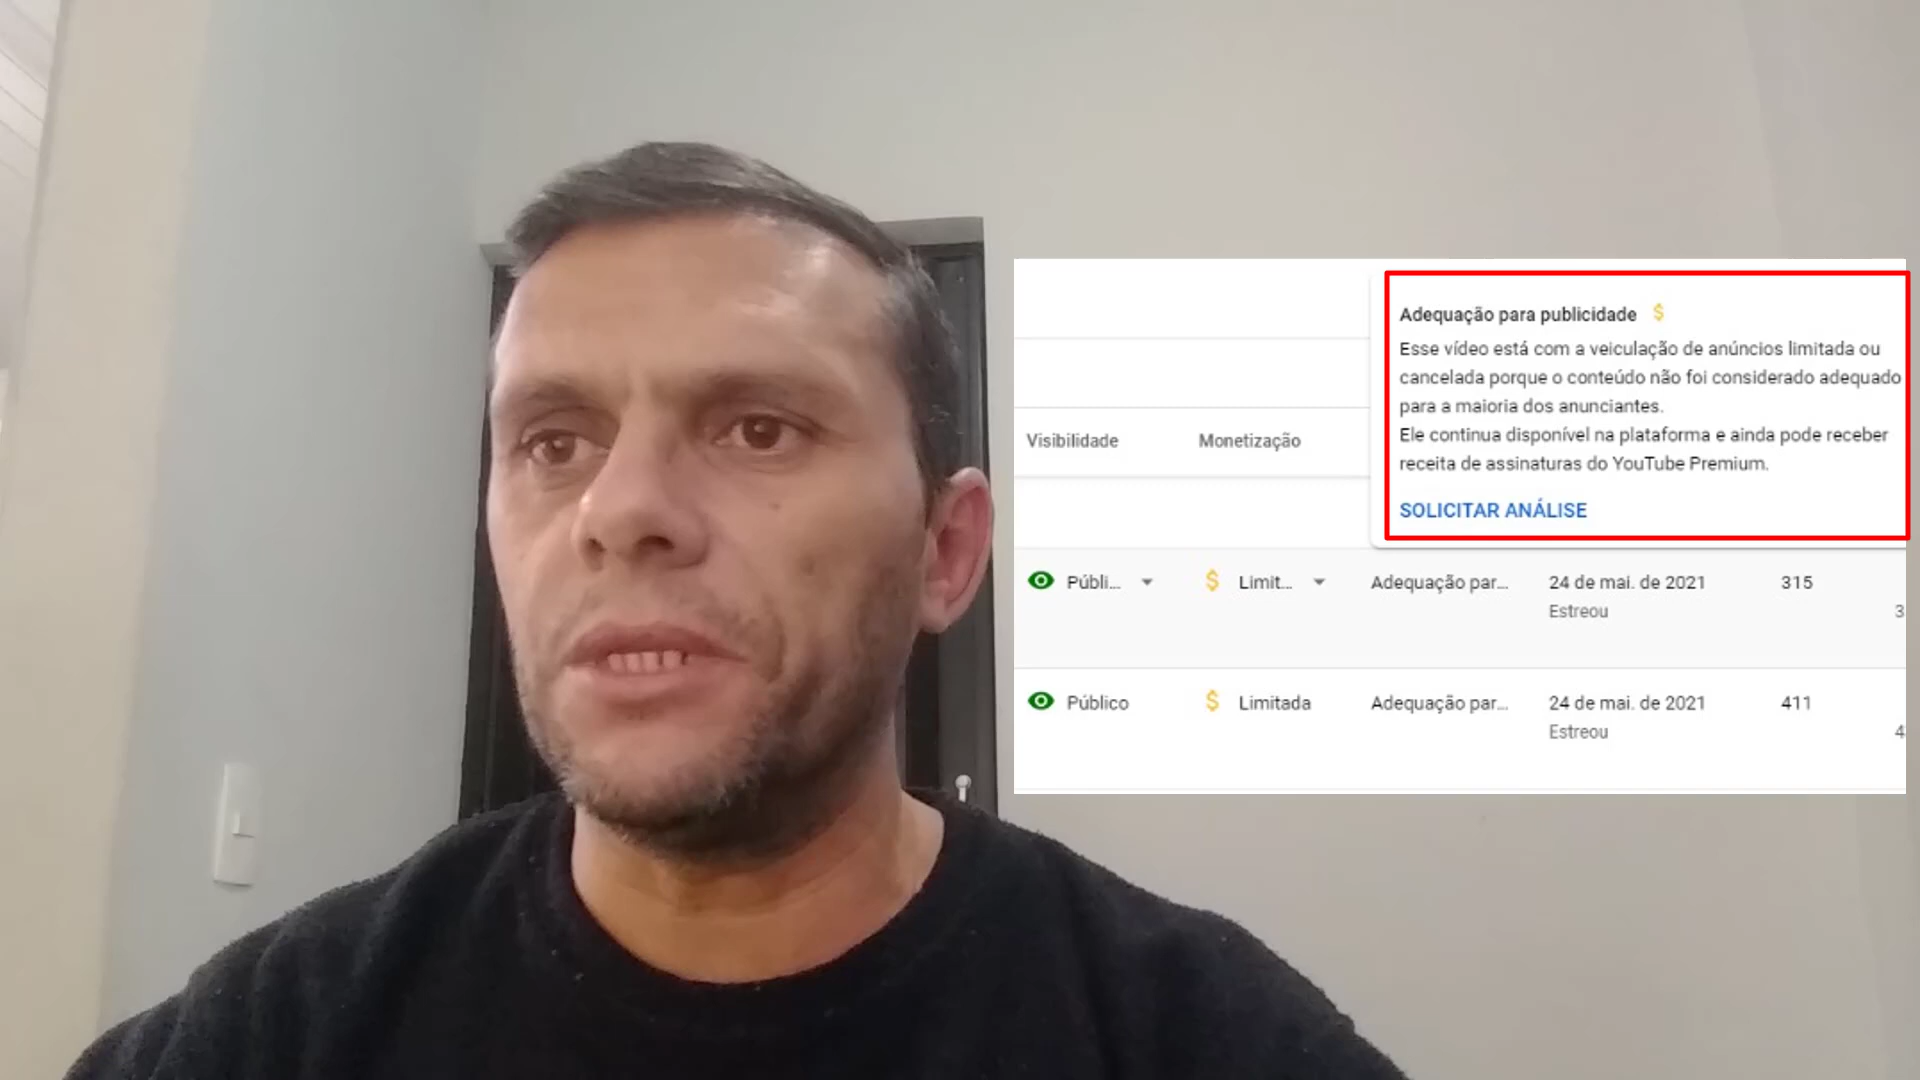 Adequação para publicidade $
Esse vídeo está com a veiculação de anúncios limitada ou
cancelada porque o conteúdo não foi considerado adequado
para a maioria dos anunciantes.
Ele continua disponível na plataforma e ainda pode receber
receita de assinaturas do YouTube Premium.
SOLICITAR ANÁLISE
Visibilidade Monetização
Públi... $ Limit... Adequação par... 24 de mai. de 2021 315
Estreou 3
Público $ Limitada Adequação par... 24 de mai. de 2021 411
Estreou 4